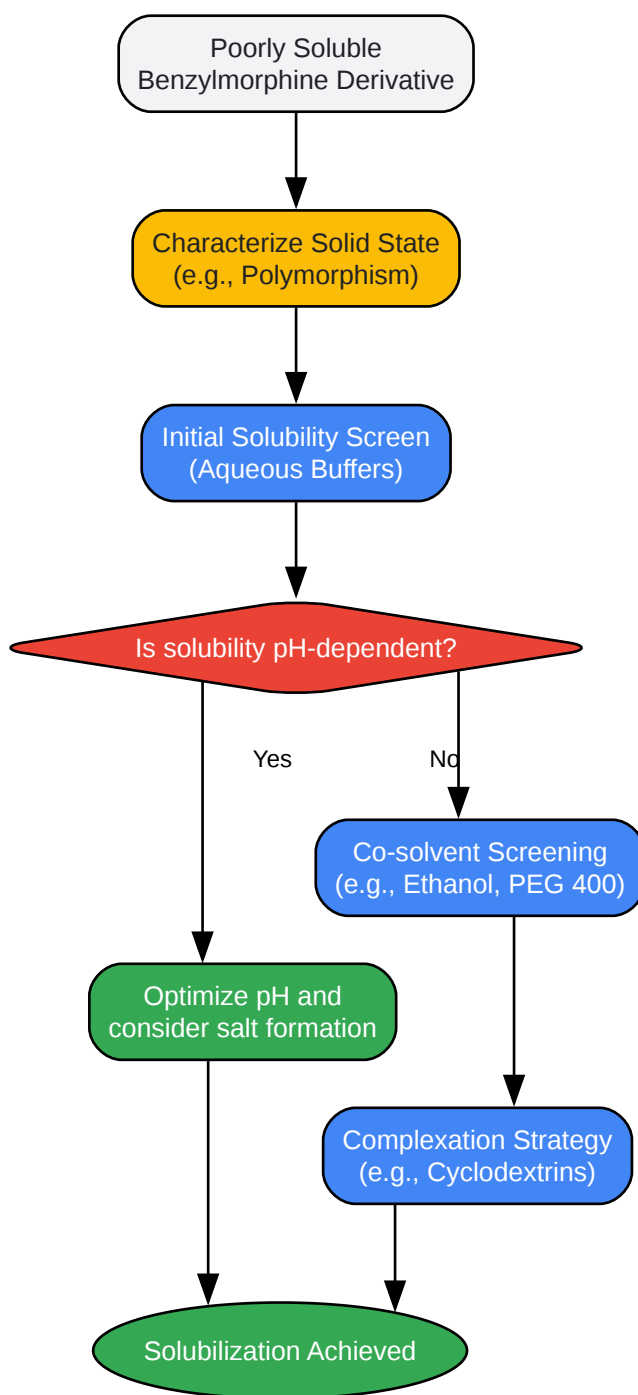 Poorly Soluble
Benzylmorphine Derivative
Characterize Solid State
(e.g., Polymorphism)
Initial Solubility Screen
(Aqueous Buffers)
Is solubility pH-dependent?
Yes
No
Co-solvent Screening
(e.g., Ethanol, PEG 400)
Optimize pH and
consider salt formation
Complexation Strategy
(e.g., Cyclodextrins)
Solubilization Achieved